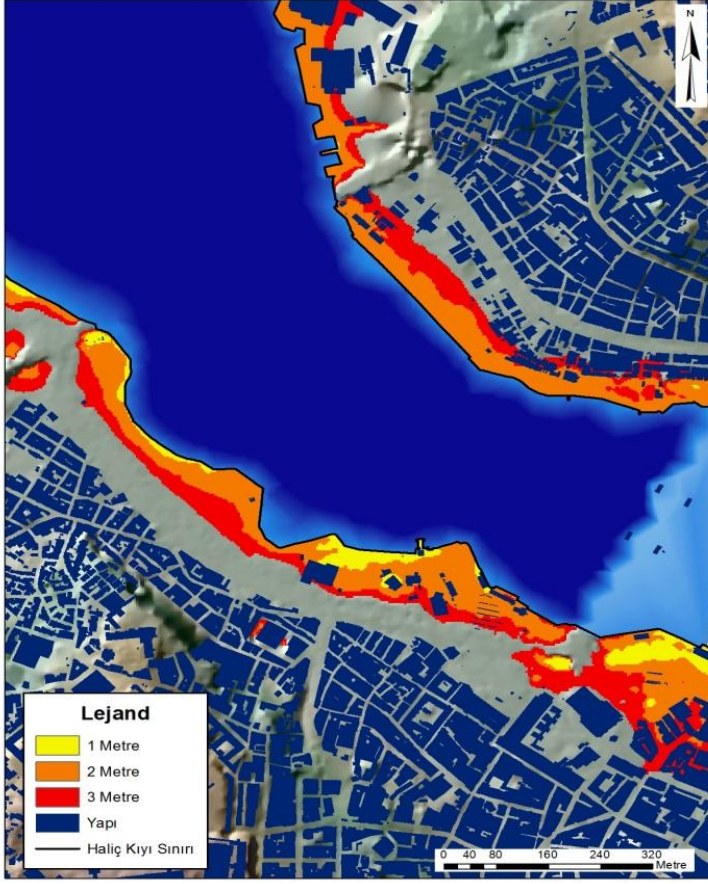 N
Lejand
1 Metre
2 Metre
3 Metre
Yapı
Haliç Kıyı Sınırı
0 40 80 160 240 320
Metre